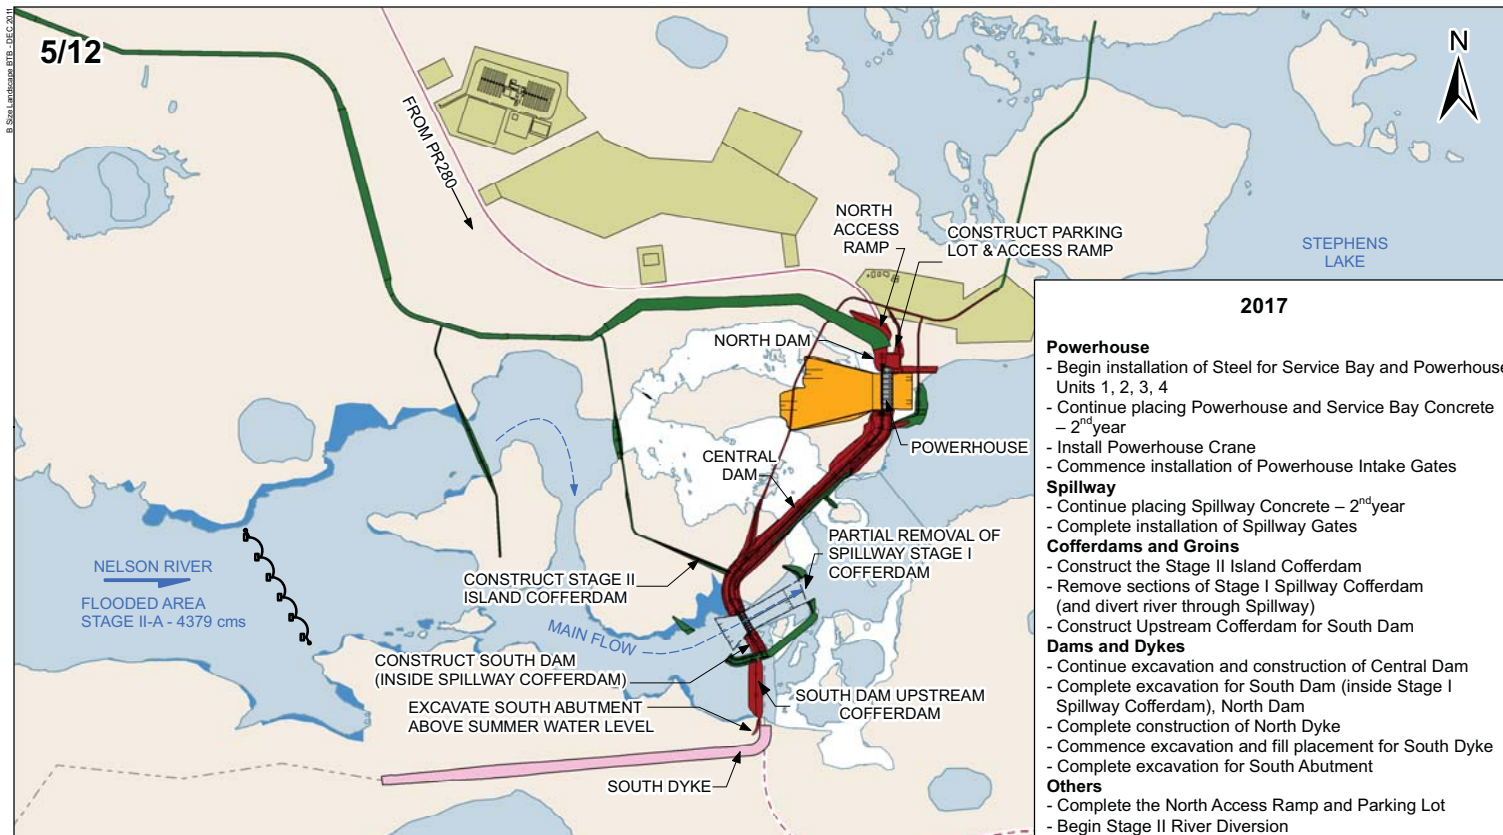 B Size Landscape BTB - DEC 2011
5/12
N
FROM PR280
NORTH
ACCESS
RAMP
CONSTRUCT PARKING
LOT & ACCESS RAMP
STEPHENS
LAKE
NORTH DAM
POWERHOUSE
CENTRAL
DAM
PARTIAL REMOVAL OF
SPILLWAY STAGE I
COFFERDAM
CONSTRUCT STAGE II
ISLAND COFFERDAM
NELSON RIVER
FLOODED AREA
STAGE II-A - 4379 cms
MAIN FLOW
CONSTRUCT SOUTH DAM
(INSIDE SPILLWAY COFFERDAM)
EXCAVATE SOUTH ABUTMENT
ABOVE SUMMER WATER LEVEL
SOUTH DAM UPSTREAM
COFFERDAM
SOUTH DYKE
2017
Powerhouse
- Begin installation of Steel for Service Bay and Powerhouse
Units 1, 2, 3, 4
- Continue placing Powerhouse and Service Bay Concrete
– 2nd year
- Install Powerhouse Crane
- Commence installation of Powerhouse Intake Gates
Spillway
- Continue placing Spillway Concrete – 2nd year
- Complete installation of Spillway Gates
Cofferdams and Groins
- Construct the Stage II Island Cofferdam
- Remove sections of Stage I Spillway Cofferdam
(and divert river through Spillway)
- Construct Upstream Cofferdam for South Dam
Dams and Dykes
- Continue excavation and construction of Central Dam
- Complete excavation for South Dam (inside Stage I
Spillway Cofferdam), North Dam
- Complete construction of North Dyke
- Commence excavation and fill placement for South Dyke
- Complete excavation for South Abutment
Others
- Complete the North Access Ramp and Parking Lot
- Begin Stage II River Diversion